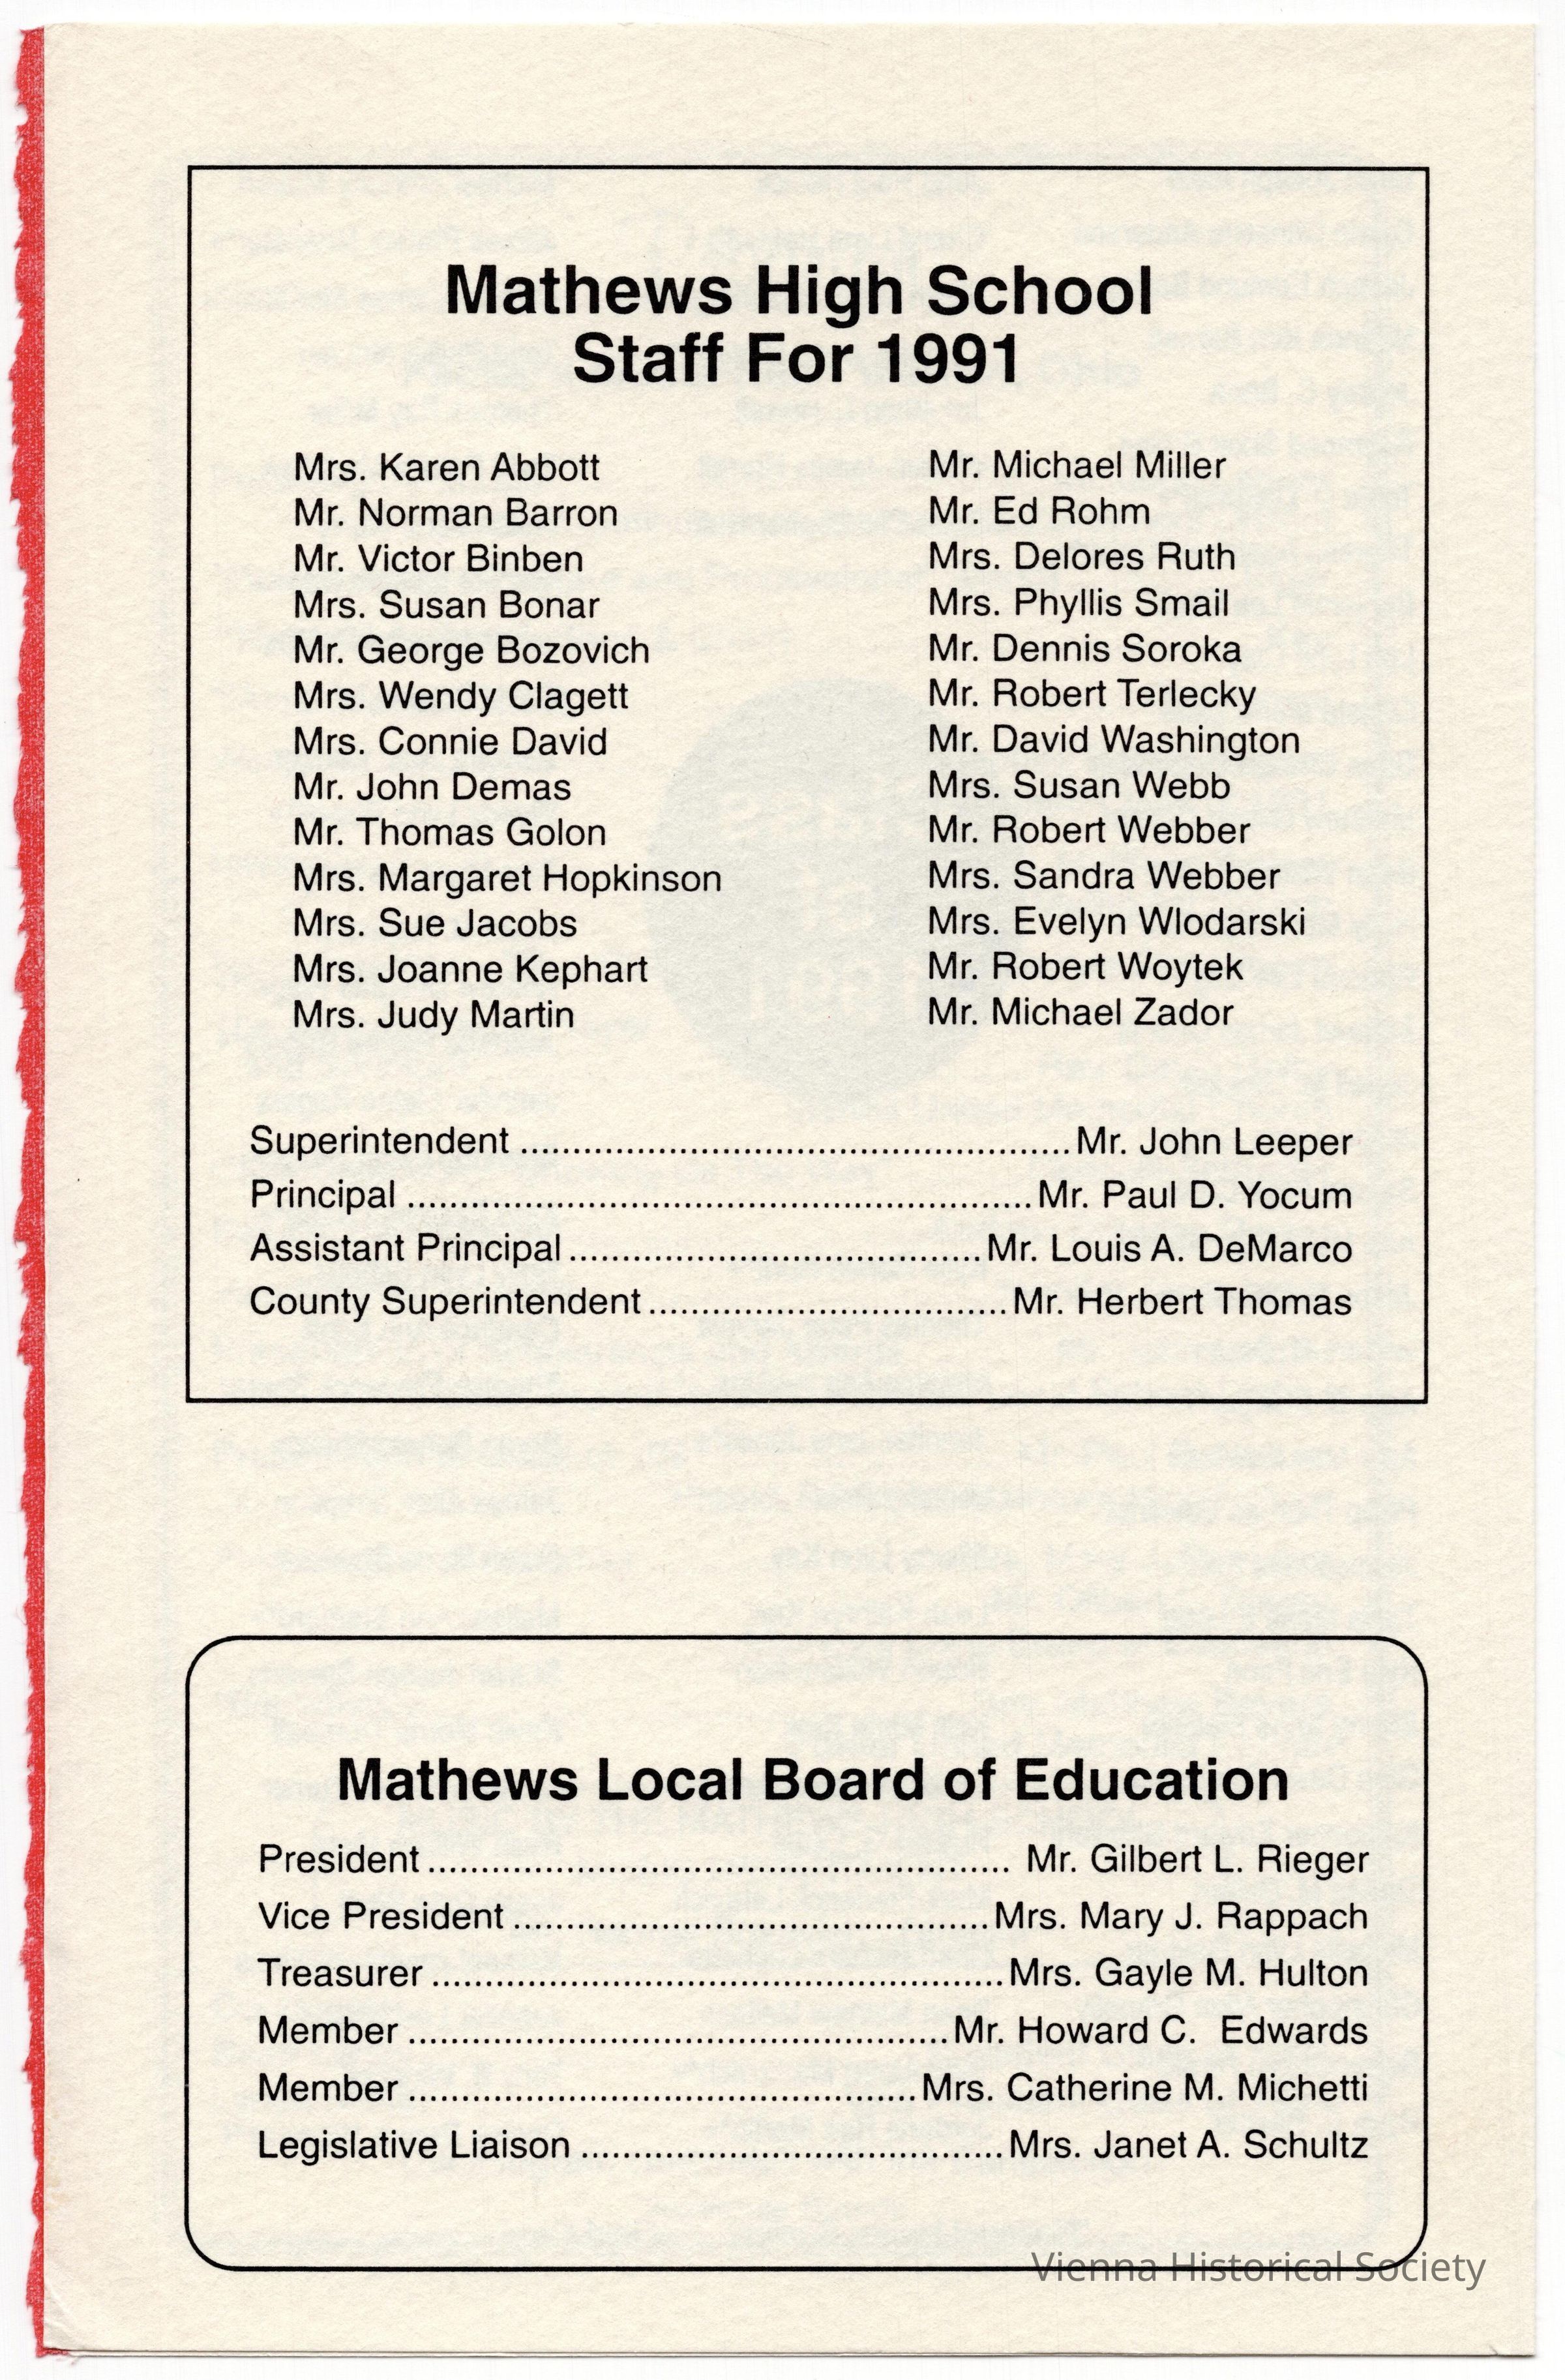 Mathews High School
Staff For 1991
Mrs. Karen Abbott
Mr. Norman Barron
Mr. Victor Binben
Mrs. Susan Bonar
Mr. George Bozovich
Mrs. Wendy Clagett
Mrs. Connie David
Mr. John Demas
Mr. Thomas Golon
Mrs. Margaret Hopkinson
Mrs. Sue Jacobs
Mrs. Joanne Kephart
Mrs. Judy Martin
Mr. Michael Miller
Mr. Ed Rohm
Mrs. Delores Ruth
Mrs. Phyllis Smail
Mr. Dennis Soroka
Mr. Robert Terlecky
Mr. David Washington
Mrs. Susan Webb
Mr. Robert Webber
Mrs. Sandra Webber
Mrs. Evelyn Wlodarski
Mr. Robert Woytek
Mr. Michael Zador
Superintendent ..................................................... Mr. John Leeper
Principal ............................................................ Mr. Paul D. Yocum
Assistant Principal ....................................... Mr. Louis A. DeMarco
County Superintendent .................................. Mr. Herbert Thomas
Mathews Local Board of Education
President ....................................................... Mr. Gilbert L. Rieger
Vice President ............................................. Mrs. Mary J. Rappach
Treasurer ...................................................... Mrs. Gayle M. Hulton
Member ................................................... Mr. Howard C. Edwards
Member ................................................ Mrs. Catherine M. Michetti
Legislative Liaison ........................................ Mrs. Janet A. Schultz
Vienna Historical Society